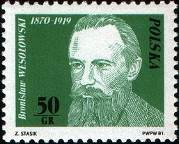 Bronisław WESOŁOWSKI
1870-1919
POLSKA
50
GR
Z. STASIK
PWPW 81.